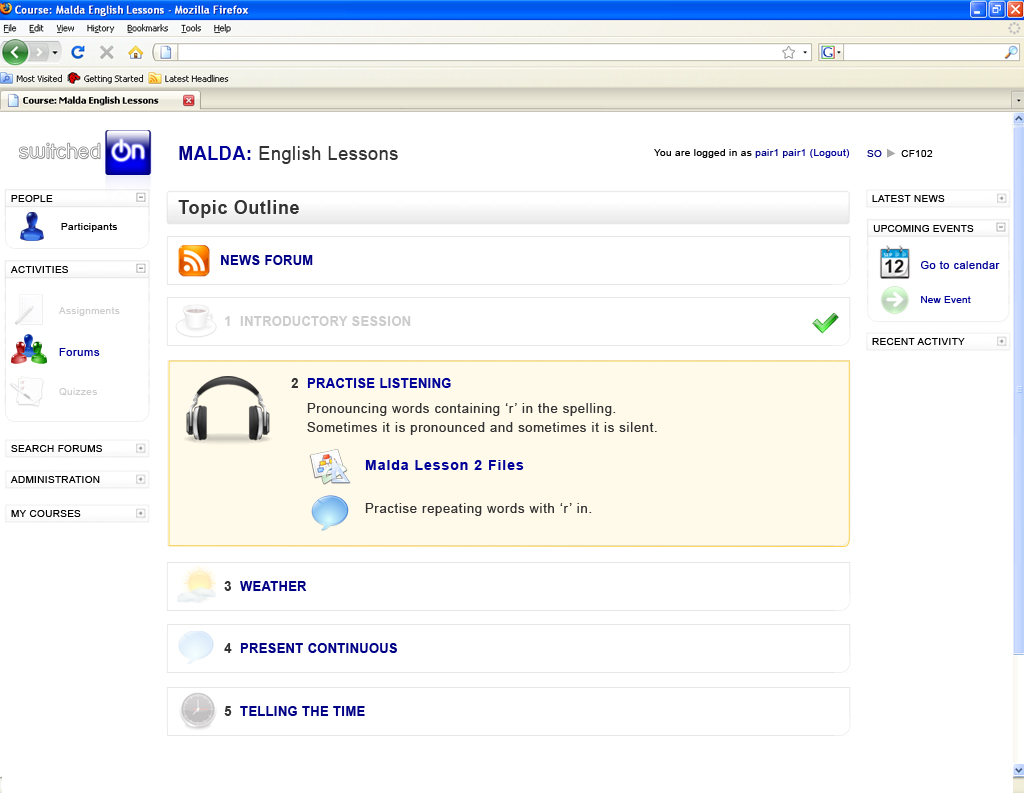 Course: Malda English Lessons - Mozilla Firefox
File Edit View History Bookmarks Tools Help
G
Most Visited Getting Started Latest Headlines
Course: Malda English Lessons
switched on
MALDA: English Lessons
You are logged in as pair1 pair1 (Logout)
SO ▶ CF102
PEOPLE
Participants
ACTIVITIES
Assignments
Forums
Quizzes
SEARCH FORUMS
ADMINISTRATION
MY COURSES
Topic Outline
NEWS FORUM
1 INTRODUCTORY SESSION
2 PRACTISE LISTENING
Pronouncing words containing ‘r’ in the spelling.
Sometimes it is pronounced and sometimes it is silent.
Malda Lesson 2 Files
Practise repeating words with ‘r’ in.
3 WEATHER
4 PRESENT CONTINUOUS
5 TELLING THE TIME
LATEST NEWS
UPCOMING EVENTS
12
Go to calendar
New Event
RECENT ACTIVITY